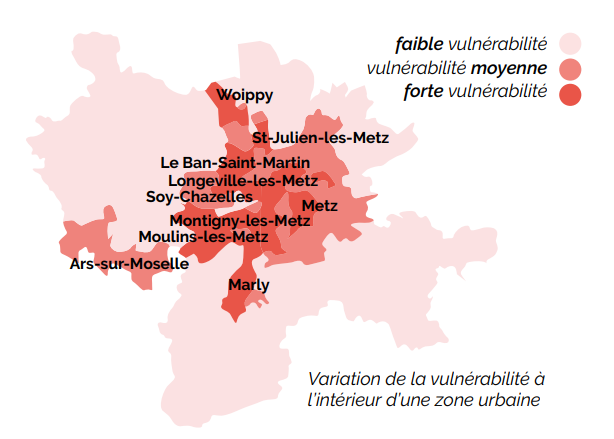 faible vulnérabilité
vulnérabilité moyenne
forte vulnérabilité
Woippy
St-Julien-les-Metz
Le Ban-Saint-Martin
Longeville-les-Metz
Soy-Chazelles
Metz
Montigny-les-Metz
Moulins-les-Metz
Ars-sur-Moselle
Marly
Variation de la vulnérabilité à
l'intérieur d'une zone urbaine